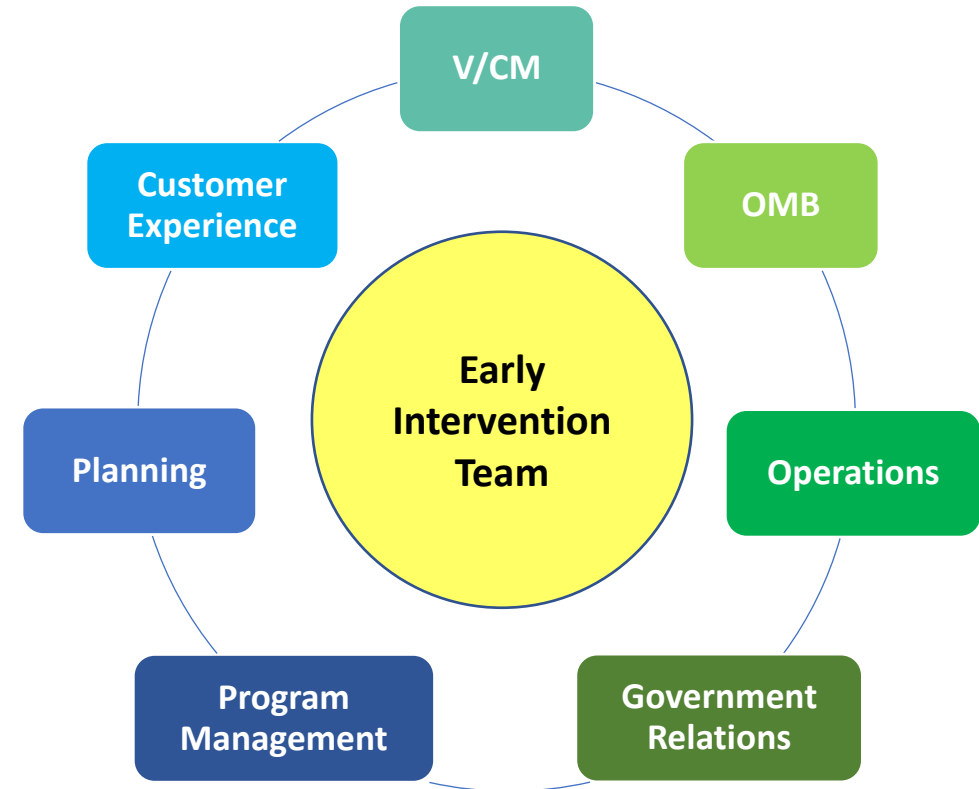 V/CM
Customer
Experience
OMB
Early
Intervention
Team
Planning
Operations
Program
Management
Government
Relations